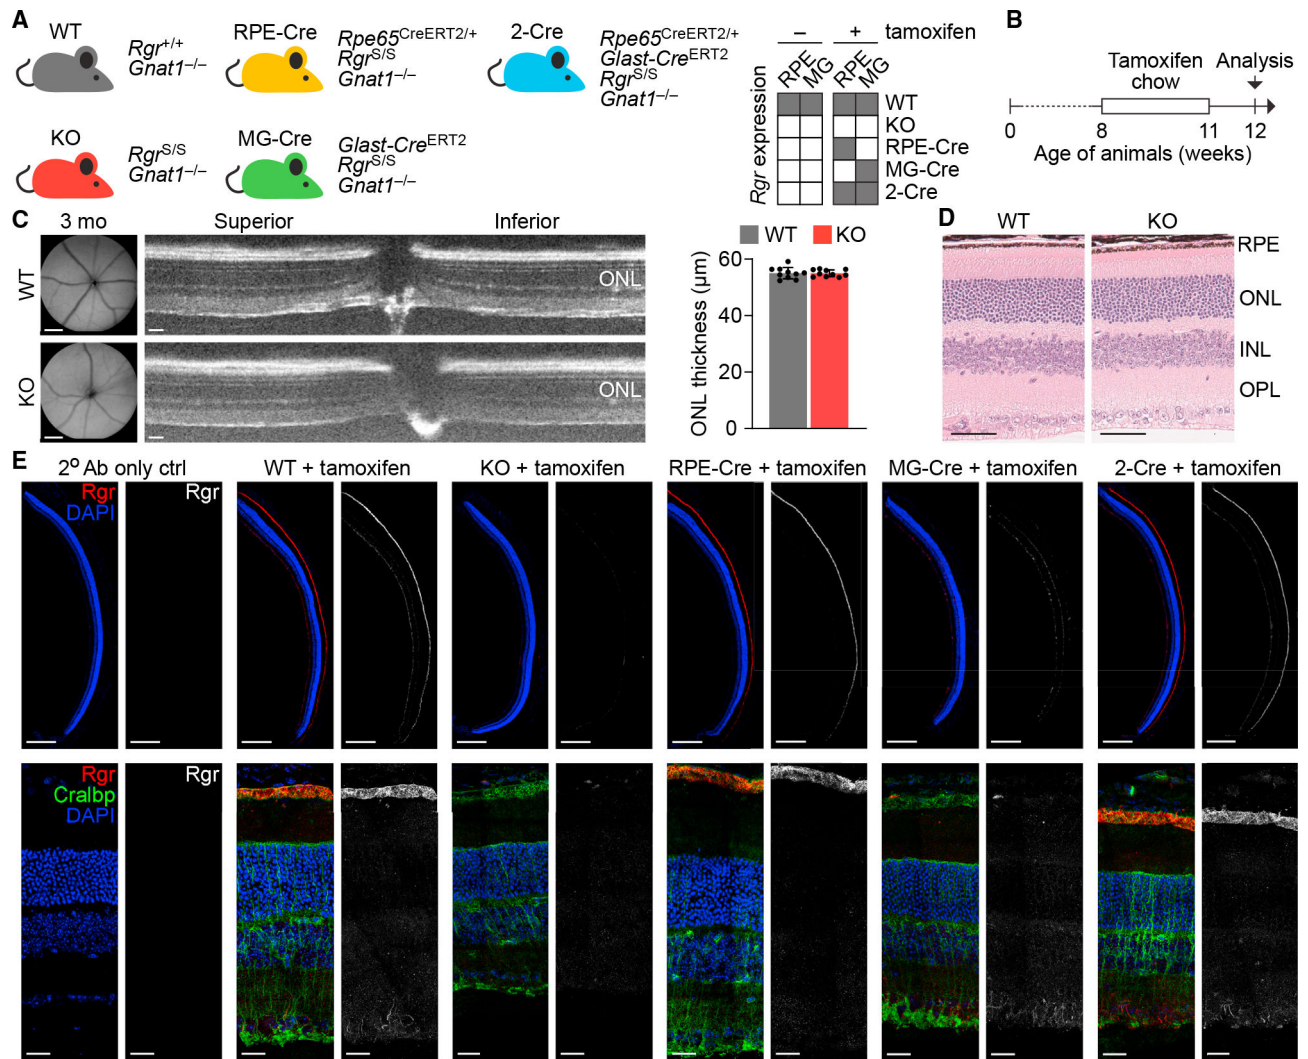 A
WT
Rgr+/+
Gnat1–/–
RPE-Cre
Rpe65CreERT2/+
RgrS/S
Gnat1–/–
2-Cre
Rpe65CreERT2/+
Glast-CreERT2
RgrS/S
Gnat1–/–
KO
RgrS/S
Gnat1–/–
MG-Cre
Glast-CreERT2
RgrS/S
Gnat1–/–
– + tamoxifen
RPE MG RPE MG
Rgr expression
WT
KO
RPE-Cre
MG-Cre
2-Cre
B
Tamoxifen chow
Analysis
0 8 11 12
Age of animals (weeks)
C
3 mo
Superior
Inferior
WT
ONL
KO
ONL
WT KO
ONL thickness (µm)
60
40
20
0
D
WT KO
RPE
ONL
INL
OPL
E
2º Ab only ctrl
WT + tamoxifen
KO + tamoxifen
RPE-Cre + tamoxifen
MG-Cre + tamoxifen
2-Cre + tamoxifen
Rgr
DAPI
Rgr
Rgr
Cralbp
DAPI
Rgr